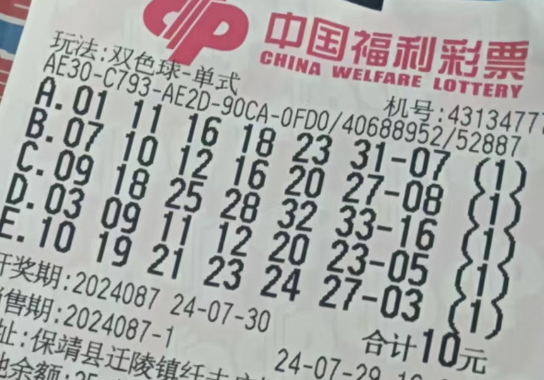 中国福利彩票
CHINA WELFARE LOTTERY
玩法:双色球-单式
机号:43134777
AE30-C793-AE2D-90CA-0FD0/40688952/52887
A.01 11 16 18 23 31-07 (1)
B.07 10 12 16 20 27-08 (1)
C.09 18 25 28 32 33-16 (1)
D.03 09 11 12 20 23-05 (1)
E.10 19 21 23 24 27-03 (1)
开奖期:2024087 24-07-30
合计10元
销售期:2024087-1
24-07-29
址:保靖县迁陵镇